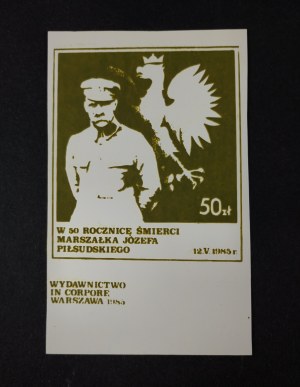 50zł
W 50 ROCZNICĘ ŚMIERCI
MARSZAŁKA JÓZEFA
PIŁSUDSKIEGO 12.V 1985 r.
WYDAWNICTWO
IN CORPORE
WARSZAWA 1985